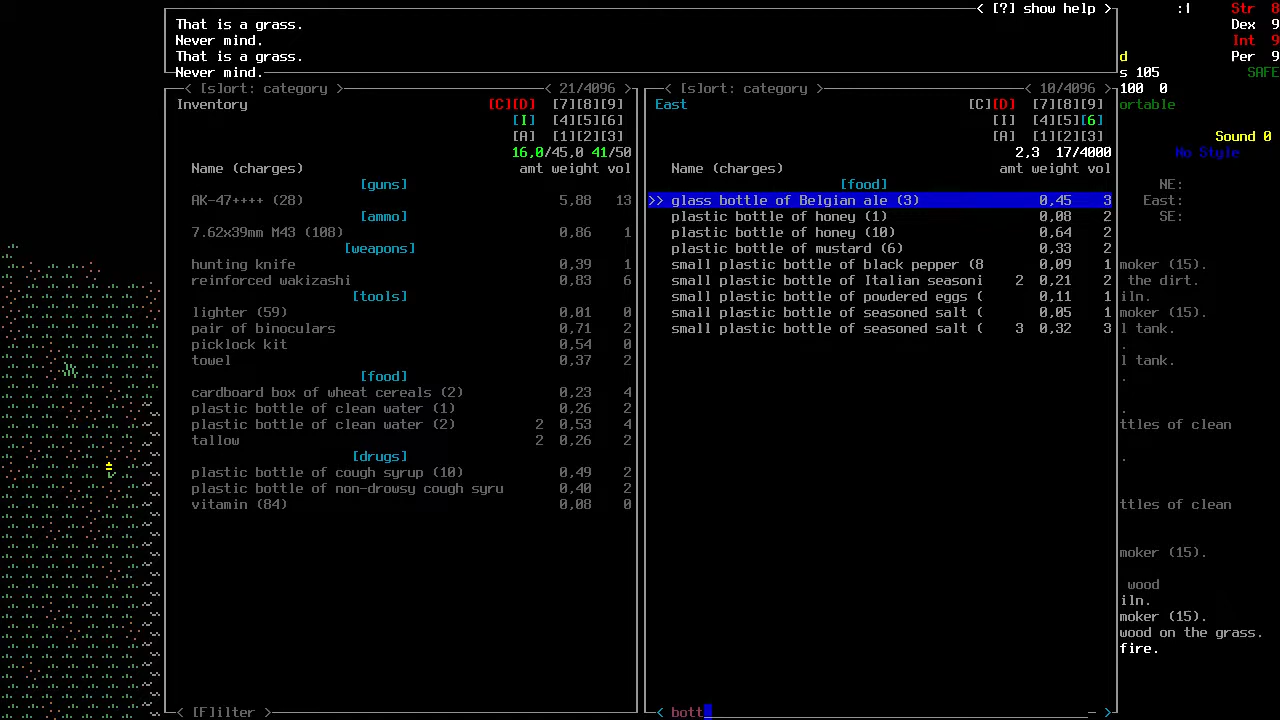 < [?] show help >
:| Str 8
That is a grass.
Dex 9
Never mind.
Int 9
That is a grass.
d Per 9
Never mind.
s 105 SAFE
< [s]ort: category > < 21/4096 >
< [s]ort: category > < 10/4096 >
100 0
Inventory [C][D] [7][8][9]
East [C][D] [7][8][9]
ortable
[I] [4][5][6]
[I] [4][5][6]
[A] [1][2][3]
[A] [1][2][3]
Sound 0
16,0/45,0 41/50
2,3 17/4000
No Style
Name (charges) amt weight vol
Name (charges) amt weight vol
[guns]
[food]
NE:
AK-47++++ (28) 5,88 13
>> glass bottle of Belgian ale (3) 0,45 3
East:
[ammo]
plastic bottle of honey (1) 0,08 2
SE:
7.62x39mm M43 (108) 0,86 1
plastic bottle of honey (10) 0,64 2
[weapons]
plastic bottle of mustard (6) 0,33 2
hunting knife 0,39 1
small plastic bottle of black pepper (8 0,09 1
moker (15).
reinforced wakizashi 0,83 6
small plastic bottle of Italian seasoni 2 0,21 2
the dirt.
[tools]
small plastic bottle of powdered eggs ( 0,11 1
iln.
lighter (59) 0,01 0
small plastic bottle of seasoned salt ( 0,05 1
moker (15).
pair of binoculars 0,71 2
small plastic bottle of seasoned salt ( 3 0,32 3
l tank.
picklock kit 0,54 0
.
towel 0,37 2
l tank.
[food]
.
cardboard box of wheat cereals (2) 0,23 4
plastic bottle of clean water (1) 0,26 2
.
plastic bottle of clean water (2) 2 0,53 4
ttles of clean
tallow 2 0,26 2
[drugs]
.
plastic bottle of cough syrup (10) 0,49 2
plastic bottle of non-drowsy cough syru 0,40 2
vitamin (84) 0,08 0
ttles of clean
moker (15).
wood
iln.
moker (15).
wood on the grass.
fire.
< [F]ilter >
< bott >